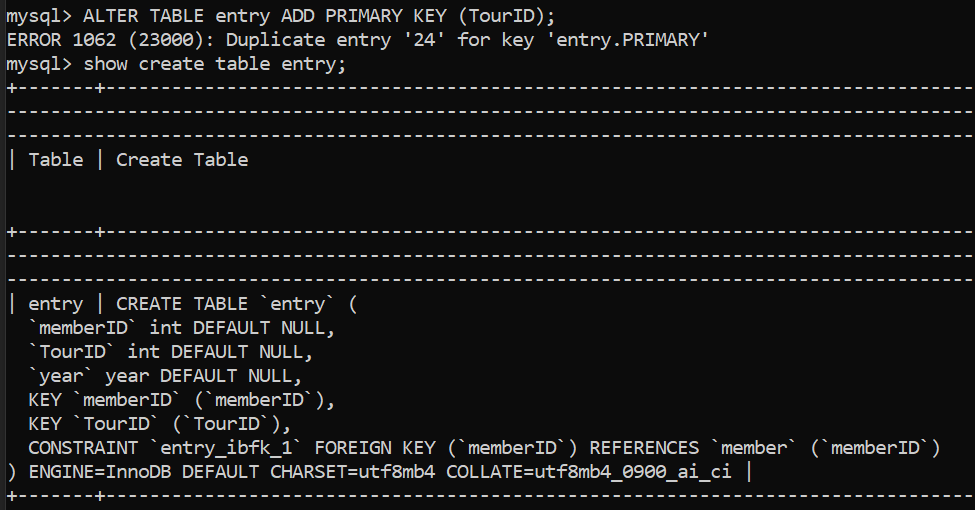 mysql> ALTER TABLE entry ADD PRIMARY KEY (TourID);
ERROR 1062 (23000): Duplicate entry '24' for key 'entry.PRIMARY'
mysql> show create table entry;
+-------+--------------------------------------------------------------------------------
-----------------------------------------------------------------------------------------
-----------------------------------------------------------------------------------------
| Table | Create Table
+-------+--------------------------------------------------------------------------------
-----------------------------------------------------------------------------------------
-----------------------------------------------------------------------------------------
| entry | CREATE TABLE `entry` (
  `memberID` int DEFAULT NULL,
  `TourID` int DEFAULT NULL,
  `year` year DEFAULT NULL,
  KEY `memberID` (`memberID`),
  KEY `TourID` (`TourID`),
  CONSTRAINT `entry_ibfk_1` FOREIGN KEY (`memberID`) REFERENCES `member` (`memberID`)
) ENGINE=InnoDB DEFAULT CHARSET=utf8mb4 COLLATE=utf8mb4_0900_ai_ci |
+-------+--------------------------------------------------------------------------------